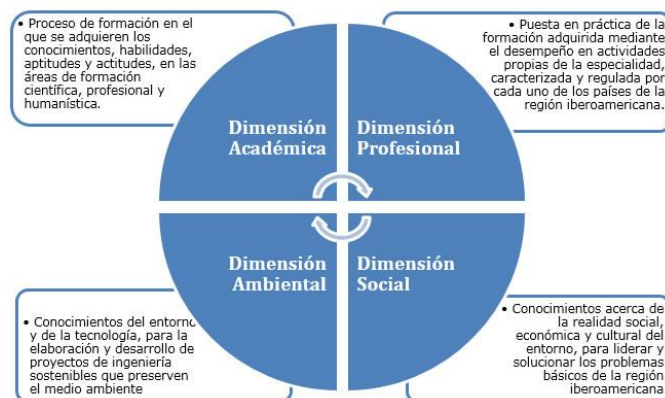 • Proceso de formación en el
que se adquieren los
conocimientos, habilidades,
aptitudes y actitudes, en las
áreas de formación
científica, profesional y
humanística.
• Puesta en práctica de la
formación adquirida mediante
el desempeño en actividades
propias de la especialidad,
caracterizada y regulada por
cada uno de los países de la
región iberoamericana.
Dimensión
Académica
Dimensión
Profesional
Dimensión
Ambiental
Dimensión
Social
• Conocimientos del entorno
y de la tecnología, para la
elaboración y desarrollo de
proyectos de ingeniería
sostenibles que preserven
el medio ambiente
• Conocimientos acerca de
la realidad social,
económica y cultural del
entorno, para liderar y
solucionar los problemas
básicos de la región
iberoamericana